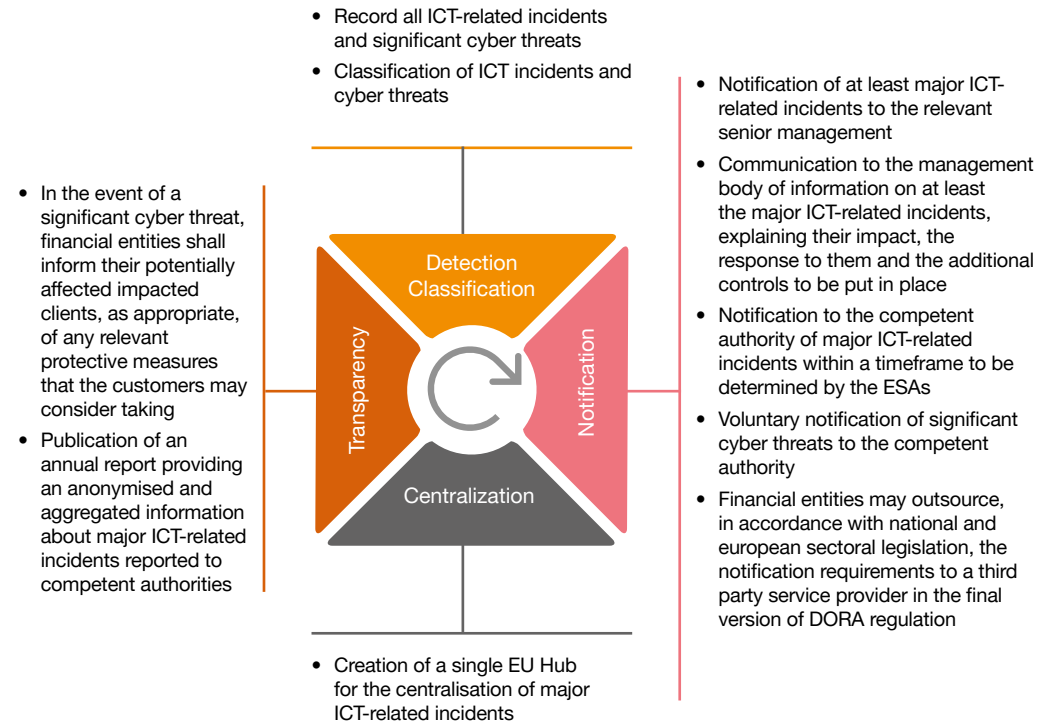 • Record all ICT-related incidents
and significant cyber threats
• Classification of ICT incidents and
cyber threats
• Notification of at least major ICT-
related incidents to the relevant
senior management
• Communication to the management
body of information on at least
the major ICT-related incidents,
explaining their impact, the
response to them and the additional
controls to be put in place
• Notification to the competent
authority of major ICT-related
incidents within a timeframe to be
determined by the ESAs
• Voluntary notification of significant
cyber threats to the competent
authority
• Financial entities may outsource,
in accordance with national and
european sectoral legislation, the
notification requirements to a third
party service provider in the final
version of DORA regulation
• In the event of a
significant cyber threat,
financial entities shall
inform their potentially
affected impacted
clients, as appropriate,
of any relevant
protective measures
that the customers may
consider taking
• Publication of an
annual report providing
an anonymised and
aggregated information
about major ICT-related
incidents reported to
competent authorities
Detection
Classification
Transparency
Notification
Centralization
• Creation of a single EU Hub
for the centralisation of major
ICT-related incidents